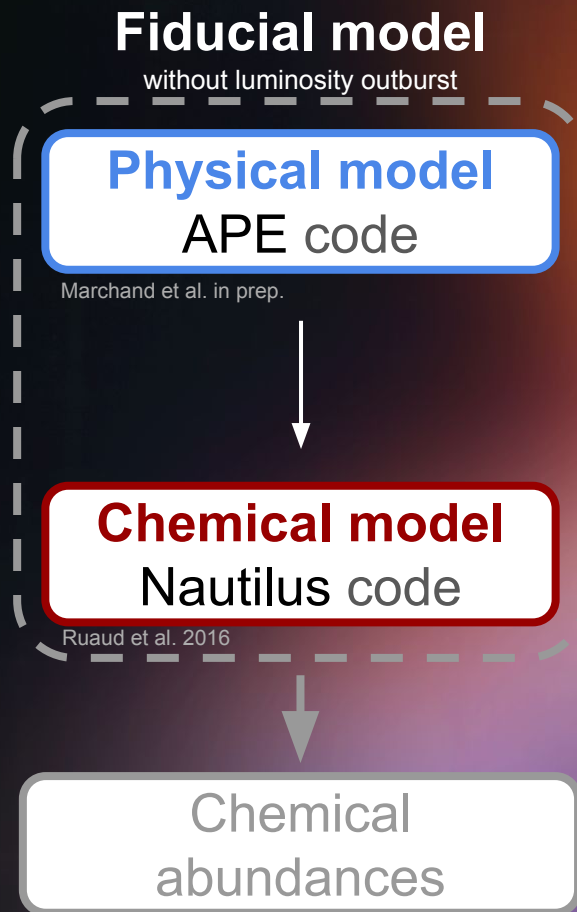 Fiducial model
without luminosity outburst
Physical model
APE code
Marchand et al. in prep.
Chemical model
Nautilus code
Ruaud et al. 2016
Chemical
abundances